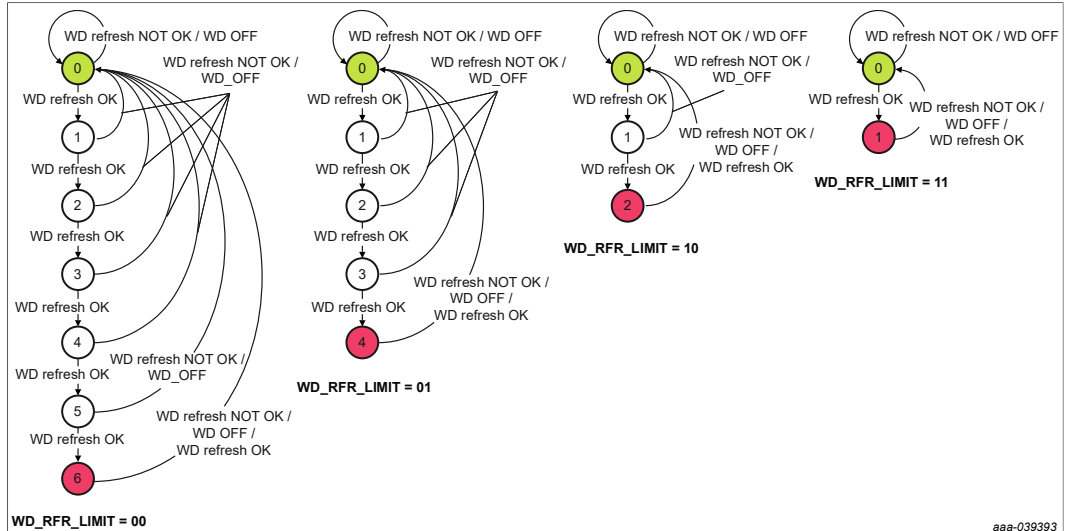 WD refresh NOT OK / WD OFF
0
WD refresh NOT OK /
WD_OFF
WD refresh OK
1
WD refresh OK
2
WD refresh OK
3
WD refresh OK
4
WD refresh NOT OK /
WD_OFF
WD refresh OK
5
WD refresh NOT OK /
WD OFF /
WD refresh OK
WD refresh OK
6
WD_RFR_LIMIT = 00
WD refresh NOT OK / WD OFF
0
WD refresh NOT OK /
WD_OFF
WD refresh OK
1
WD refresh OK
2
WD refresh OK
3
WD refresh NOT OK /
WD OFF /
WD refresh OK
WD refresh OK
4
WD_RFR_LIMIT = 01
WD refresh NOT OK / WD OFF
0
WD refresh NOT OK /
WD_OFF
WD refresh OK
1
WD refresh NOT OK /
WD OFF /
WD refresh OK
WD refresh OK
2
WD_RFR_LIMIT = 10
WD refresh NOT OK / WD OFF
0
WD refresh OK
WD refresh NOT OK /
WD OFF /
WD refresh OK
1
WD_RFR_LIMIT = 11
aaa-039393